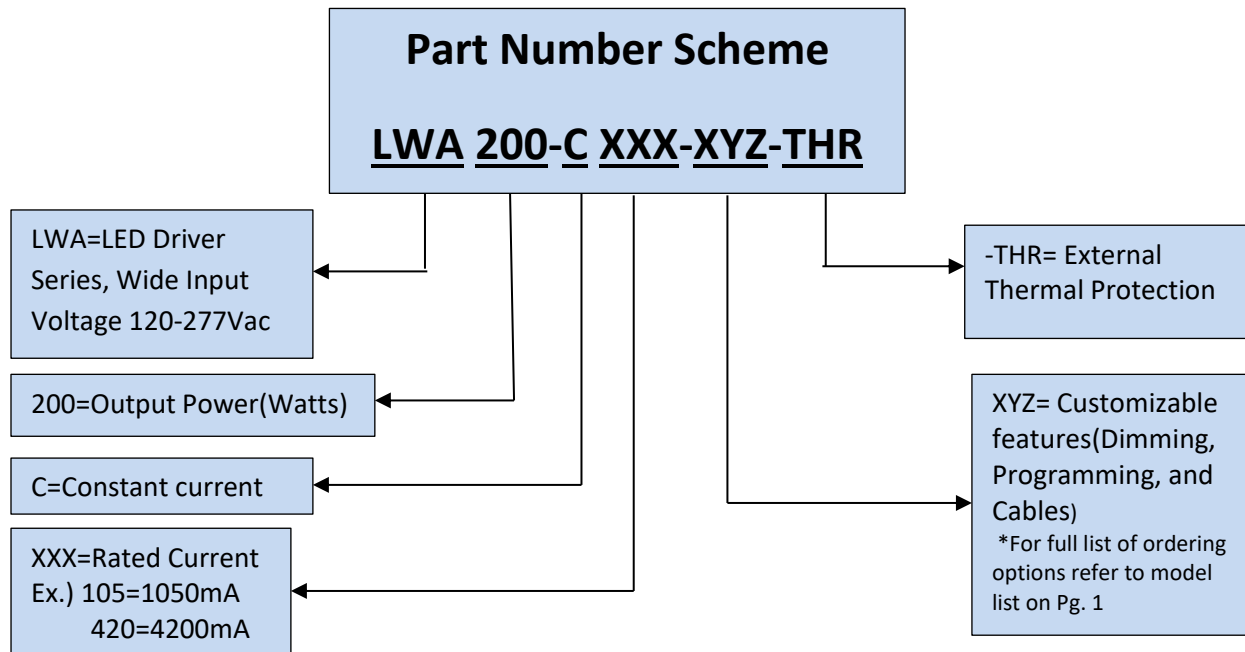 Part Number Scheme
LWA 200-C XXX-XYZ-THR
LWA=LED Driver
Series, Wide Input
Voltage 120-277Vac
200=Output Power(Watts)
C=Constant current
XXX=Rated Current
Ex.) 105=1050mA
420=4200mA
-THR= External
Thermal Protection
XYZ= Customizable
features(Dimming,
Programming, and
Cables)
*For full list of ordering
options refer to model
list on Pg. 1